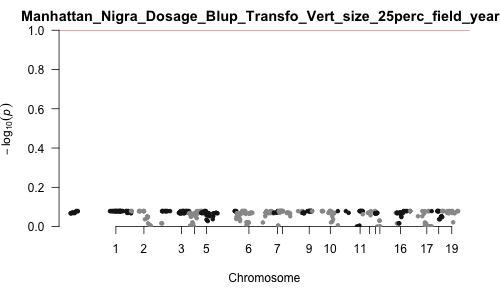 Manhattan_Nigra_Dosage_Blup_Transfo_Vert_size_25perc_field_year
1.0
0.8
0.6
0.4
0.2
0.0
− log10(p)
1 2 3 5 6 7 9 10 11 16 17 19
Chromosome